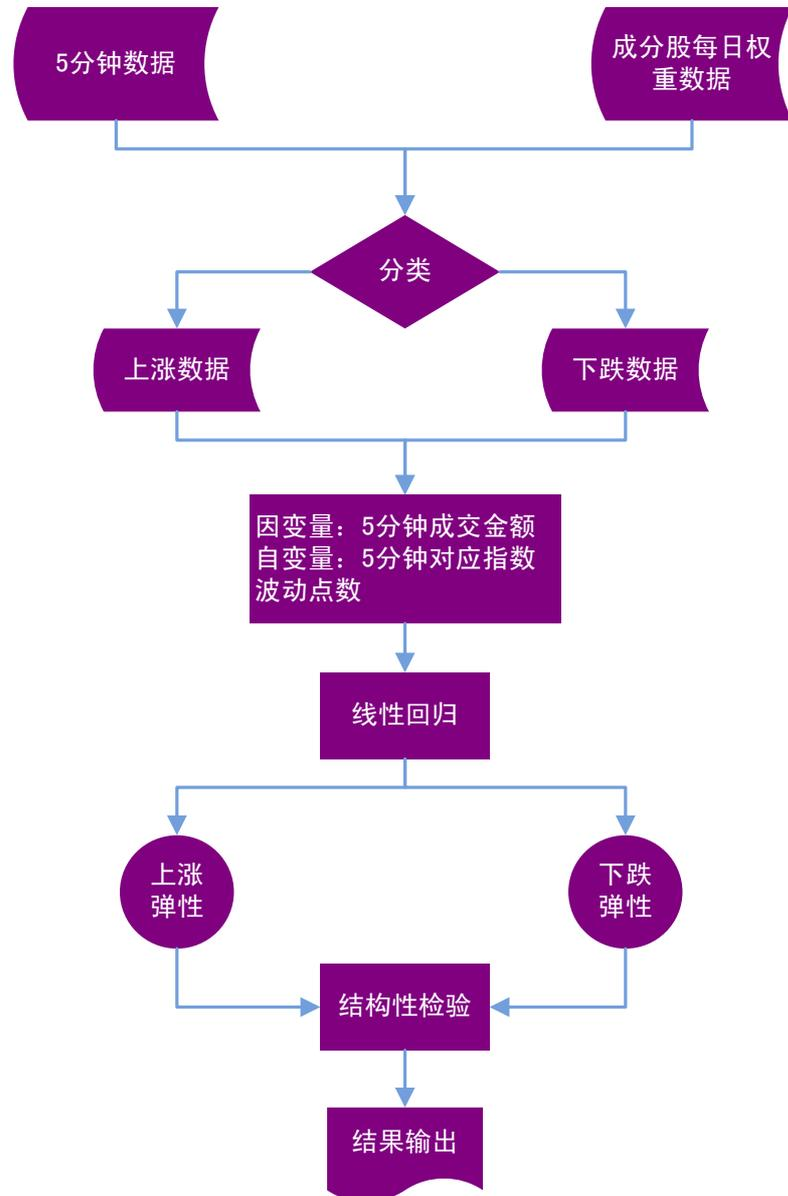 5分钟数据
成分股每日权
重数据
分类
上涨数据
下跌数据
因变量：5分钟成交金额
自变量：5分钟对应指数
波动点数
线性回归
上涨
弹性
下跌
弹性
结构性检验
结果输出